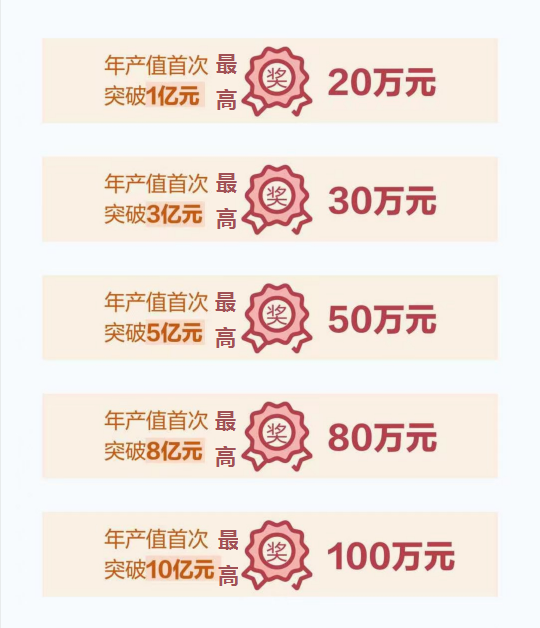 年产值首次 最
突破1亿元 高 奖 20万元
年产值首次 最
突破3亿元 高 奖 30万元
年产值首次 最
突破5亿元 高 奖 50万元
年产值首次 最
突破8亿元 高 奖 80万元
年产值首次 最
突破10亿元 高 奖 100万元